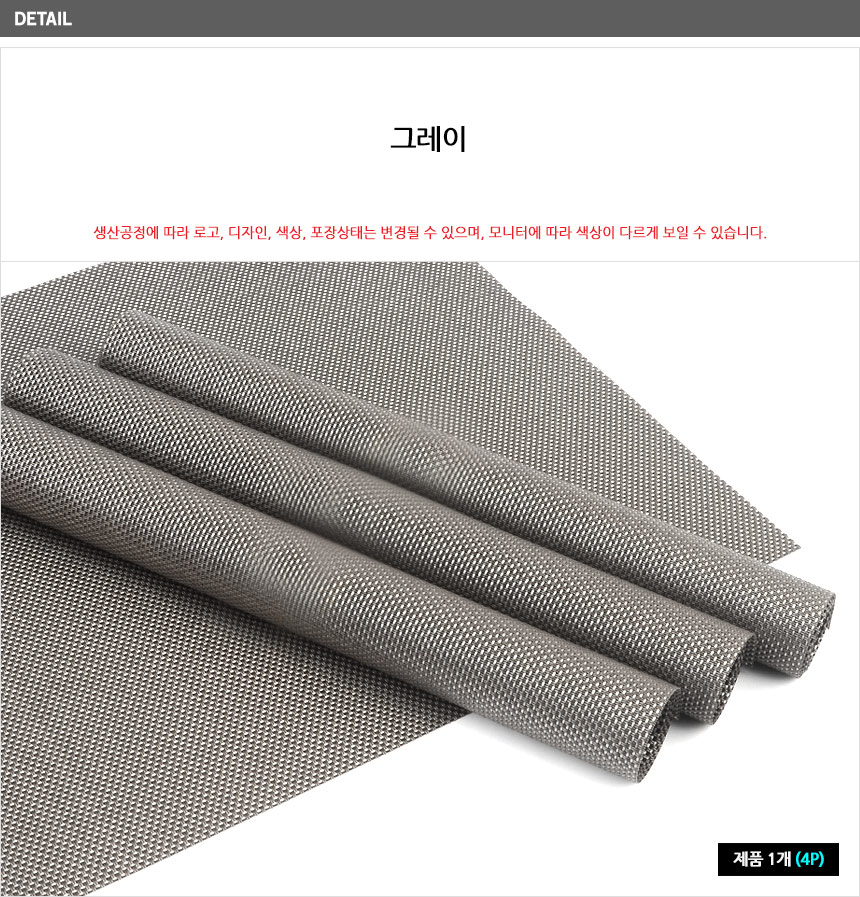 DETAIL
그레이
생산공정에 따라 로고, 디자인, 색상, 포장상태는 변경될 수 있으며, 모니터에 따라 색상이 다르게 보일 수 있습니다.
제품 1개 (4P)